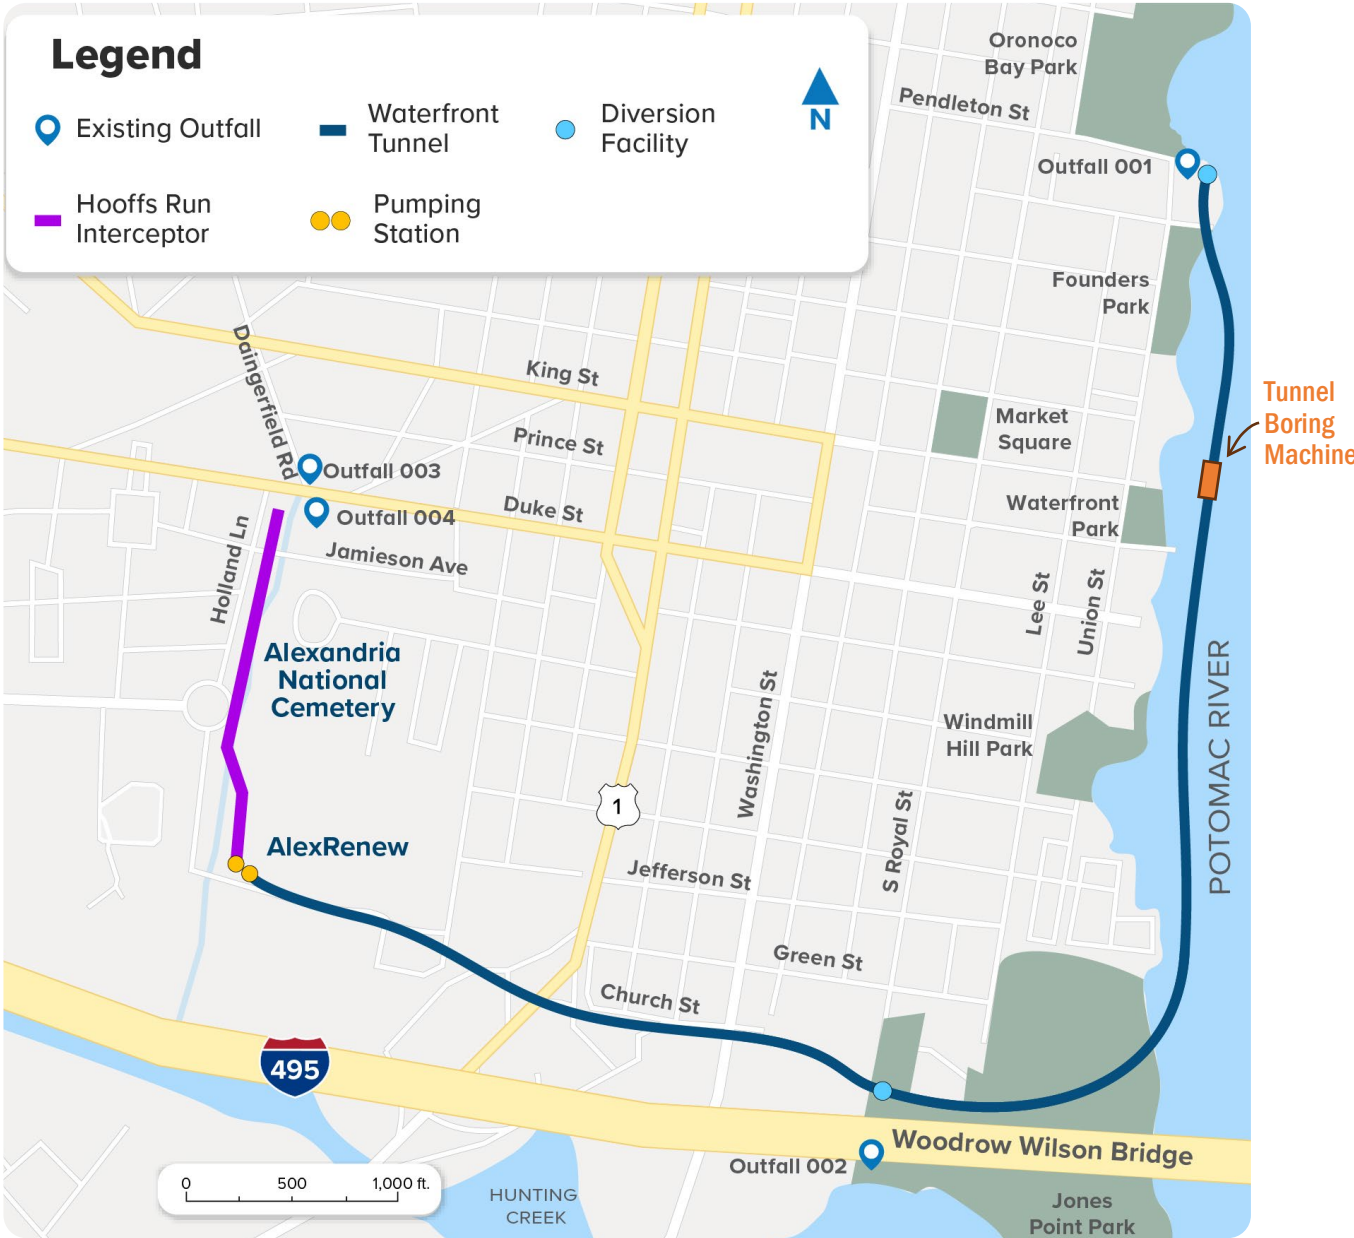 Legend
Existing Outfall
Waterfront
Tunnel
Diversion
Facility
N
Hooffs Run
Interceptor
Pumping
Station
Oronoco
Bay Park
Pendleton St
Outfall 001
Founders
Park
Daingerfield Rd
King St
Tunnel
Boring
Machine
Market
Square
Prince St
Outfall 003
Duke St
Waterfront
Park
Outfall 004
Jamieson Ave
Holland Ln
Lee St
Union St
Alexandria
National
Cemetery
POTOMAC RIVER
Washington St
Windmill
Hill Park
1
S Royal St
AlexRenew
Jefferson St
Green St
Church St
495
Woodrow Wilson Bridge
Outfall 002
0 500 1,000 ft.
HUNTING
CREEK
Jones
Point Park